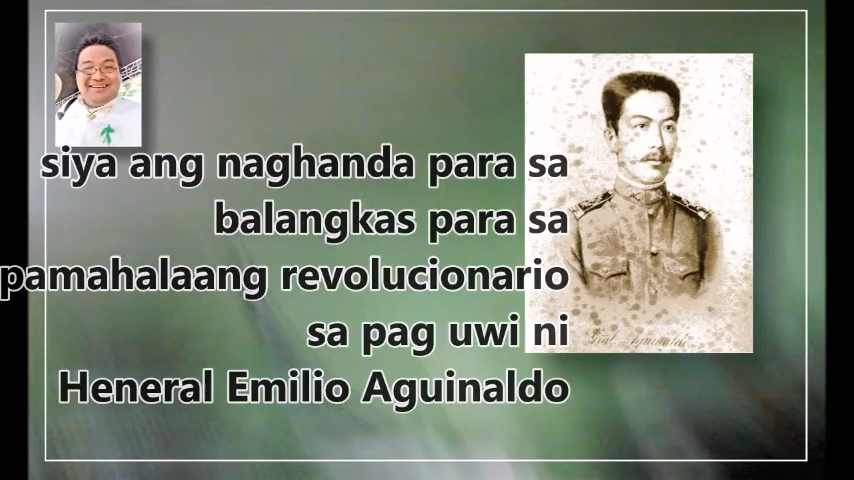 siya ang naghanda para sa
balangkas para sa
pamahalaang revolucionario
sa pag uwi ni
Heneral Emilio Aguinaldo